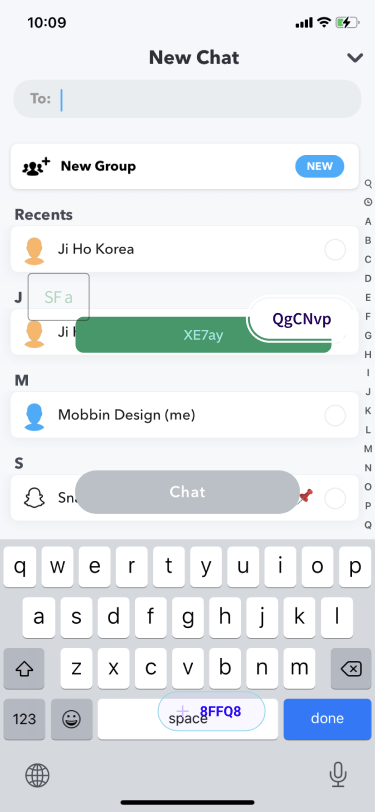 10:09
New Chat
To:
New Group NEW
Recents
Ji Ho Korea
J
SFa
Ji
XE7ay
QgCNvp
M
Mobbin Design (me)
S
Chat
Q
A
B
C
D
E
F
G
H
I
J
K
L
M
N
O
P
Q
q w e r t y u i o p
a s d f g h j k l
z x c v b n m
123 space done
+ 8FFQ8